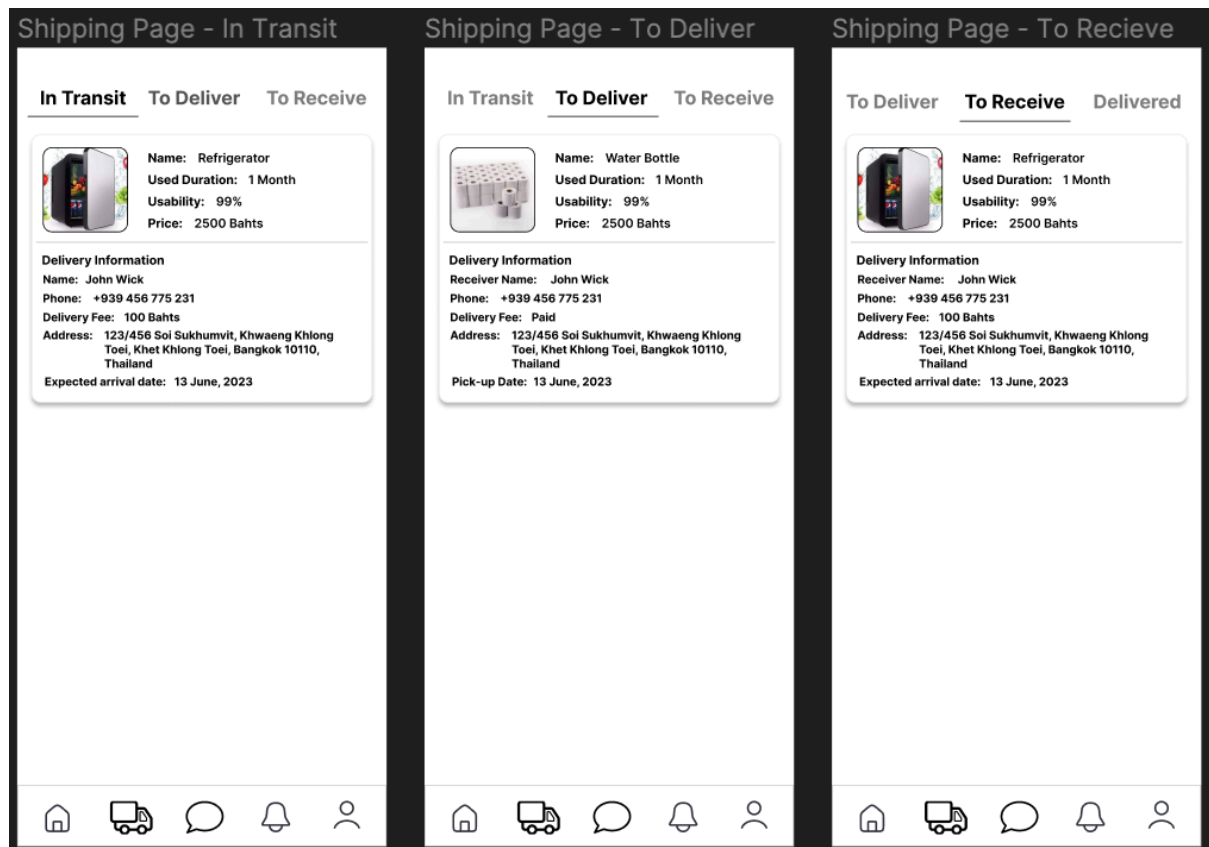 Shipping Page - In Transit
In Transit To Deliver To Receive
Name: Refrigerator
Used Duration: 1 Month
Usability: 99%
Price: 2500 Bahts
Delivery Information
Name: John Wick
Phone: +939 456 775 231
Delivery Fee: 100 Bahts
Address: 123/456 Soi Sukhumvit, Khwaeng Khlong
Toei, Khet Khlong Toei, Bangkok 10110,
Thailand
Expected arrival date: 13 June, 2023
Shipping Page - To Deliver
In Transit To Deliver To Receive
Name: Water Bottle
Used Duration: 1 Month
Usability: 99%
Price: 2500 Bahts
Delivery Information
Receiver Name: John Wick
Phone: +939 456 775 231
Delivery Fee: Paid
Address: 123/456 Soi Sukhumvit, Khwaeng Khlong
Toei, Khet Khlong Toei, Bangkok 10110,
Thailand
Pick-up Date: 13 June, 2023
Shipping Page - To Recieve
To Deliver To Receive Delivered
Name: Refrigerator
Used Duration: 1 Month
Usability: 99%
Price: 2500 Bahts
Delivery Information
Receiver Name: John Wick
Phone: +939 456 775 231
Delivery Fee: 100 Bahts
Address: 123/456 Soi Sukhumvit, Khwaeng Khlong
Toei, Khet Khlong Toei, Bangkok 10110,
Thailand
Expected arrival date: 13 June, 2023